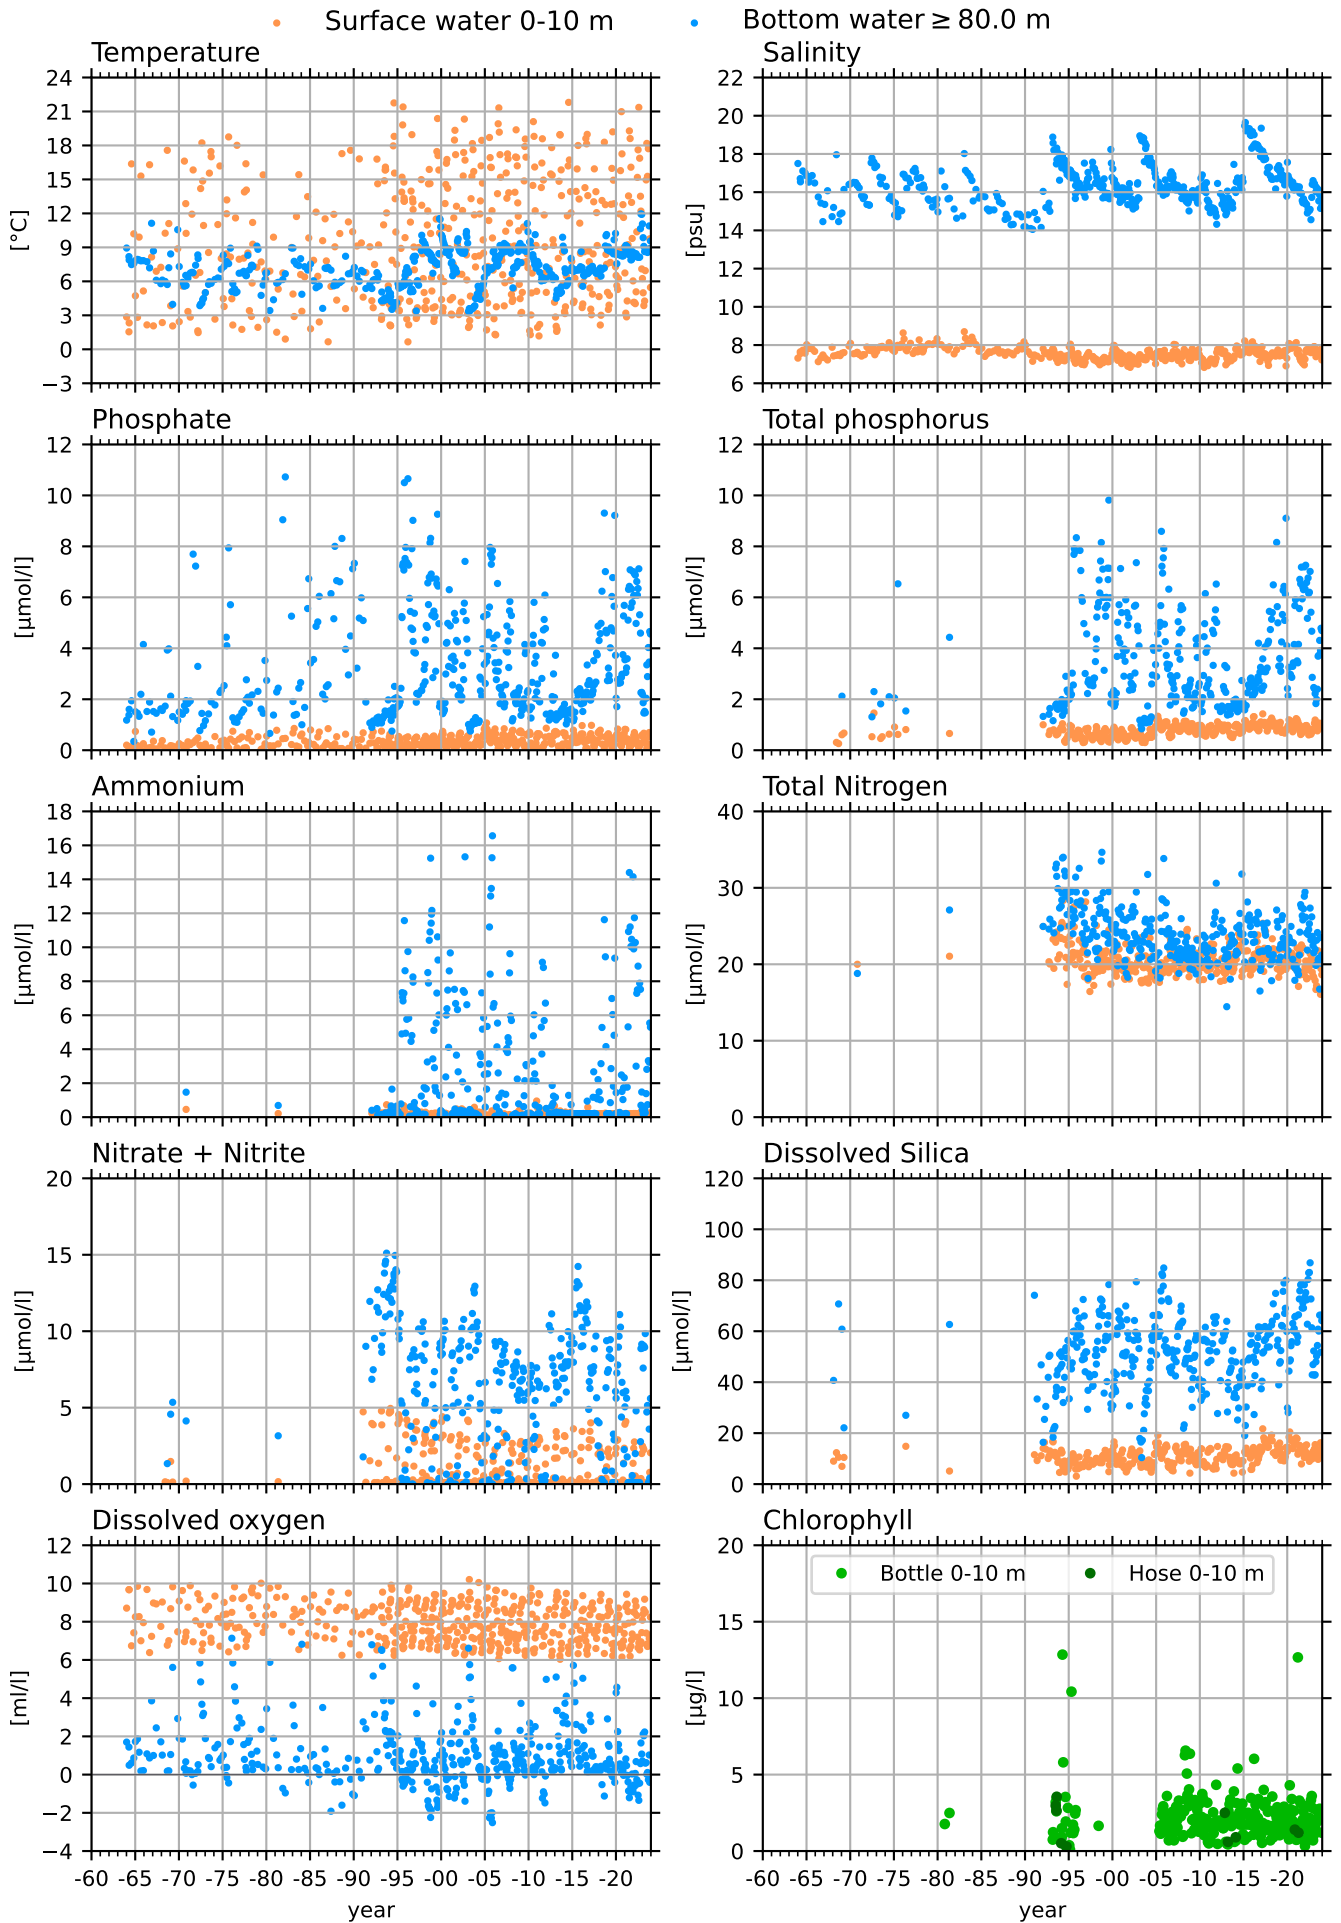 Surface water 0-10 m Bottom water ≥ 80.0 m
Temperature
24
21
18
15
12
9
6
3
0
−3
[°C]
Salinity
22
20
18
16
14
12
10
8
6
[psu]
Phosphate
12
10
8
6
4
2
0
[µmol/l]
Total phosphorus
12
10
8
6
4
2
0
[µmol/l]
Ammonium
18
16
14
12
10
8
6
4
2
0
[µmol/l]
Total Nitrogen
40
30
20
10
0
[µmol/l]
Nitrate + Nitrite
20
15
10
5
0
[µmol/l]
Dissolved Silica
120
100
80
60
40
20
0
[µmol/l]
Dissolved oxygen
12
10
8
6
4
2
0
−2
−4
[ml/l]
-60 -65 -70 -75 -80 -85 -90 -95 -00 -05 -10 -15 -20
year
Chlorophyll
20
15
10
5
0
[µg/l]
Bottle 0-10 m Hose 0-10 m
-60 -65 -70 -75 -80 -85 -90 -95 -00 -05 -10 -15 -20
year